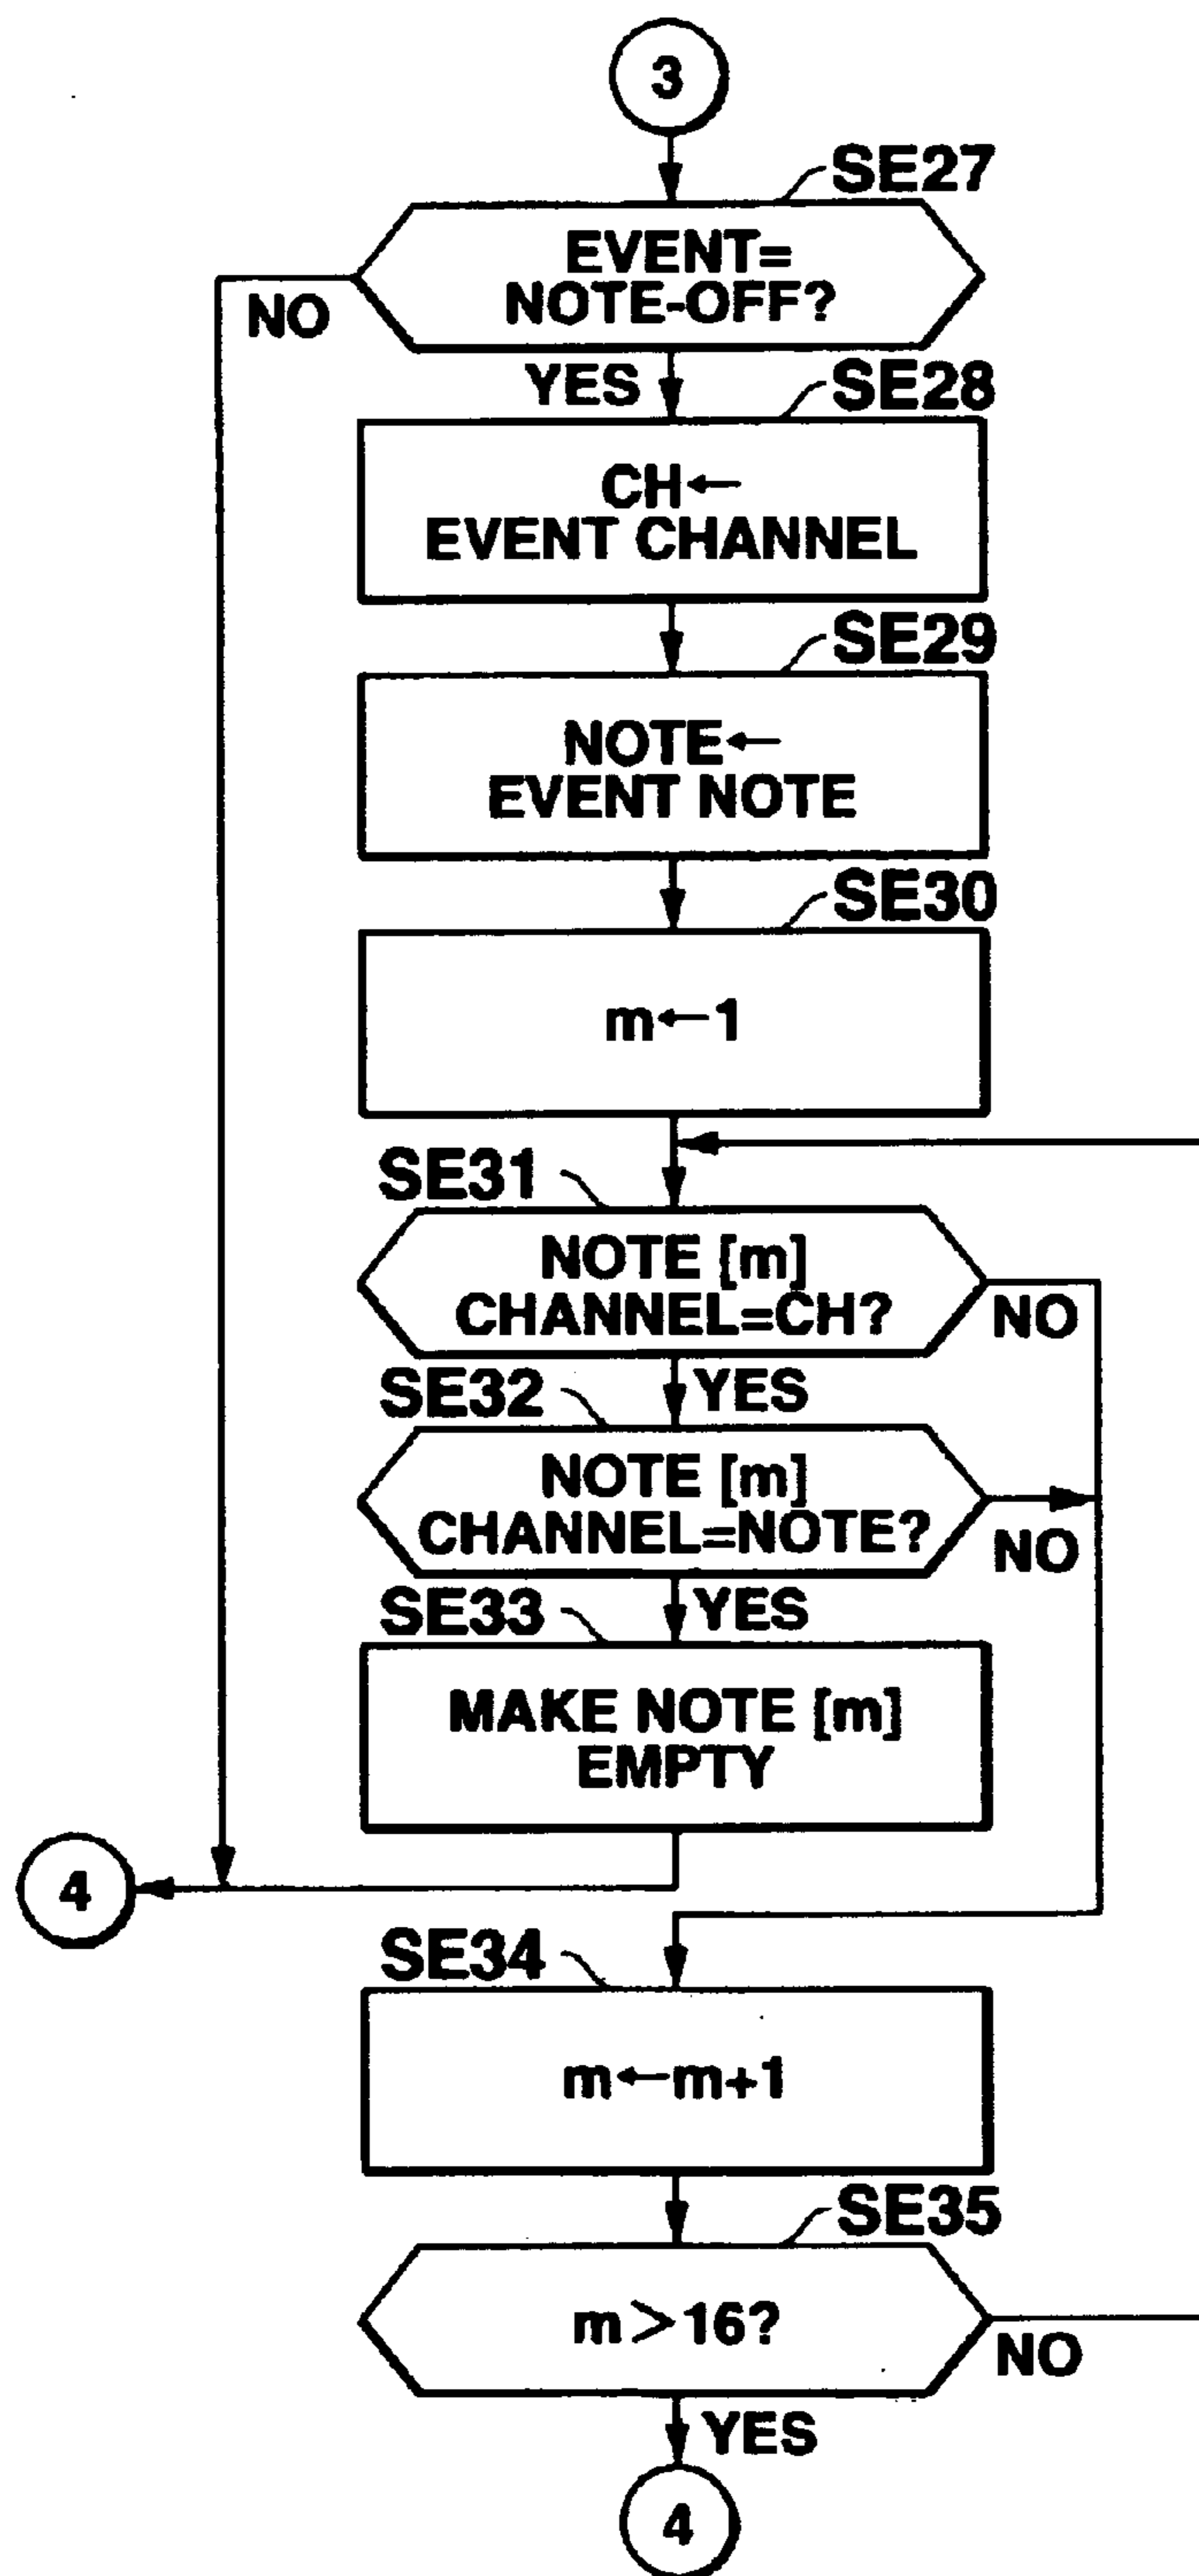 3
SE27
EVENT=
NOTE-OFF?
NO
YES
SE28
CH←
EVENT CHANNEL
SE29
NOTE←
EVENT NOTE
SE30
m←1
SE31
NOTE [m]
CHANNEL=CH?
NO
YES
SE32
NOTE [m]
CHANNEL=NOTE?
NO
YES
SE33
MAKE NOTE [m]
EMPTY
4
SE34
m←m+1
SE35
m>16?
NO
YES
4